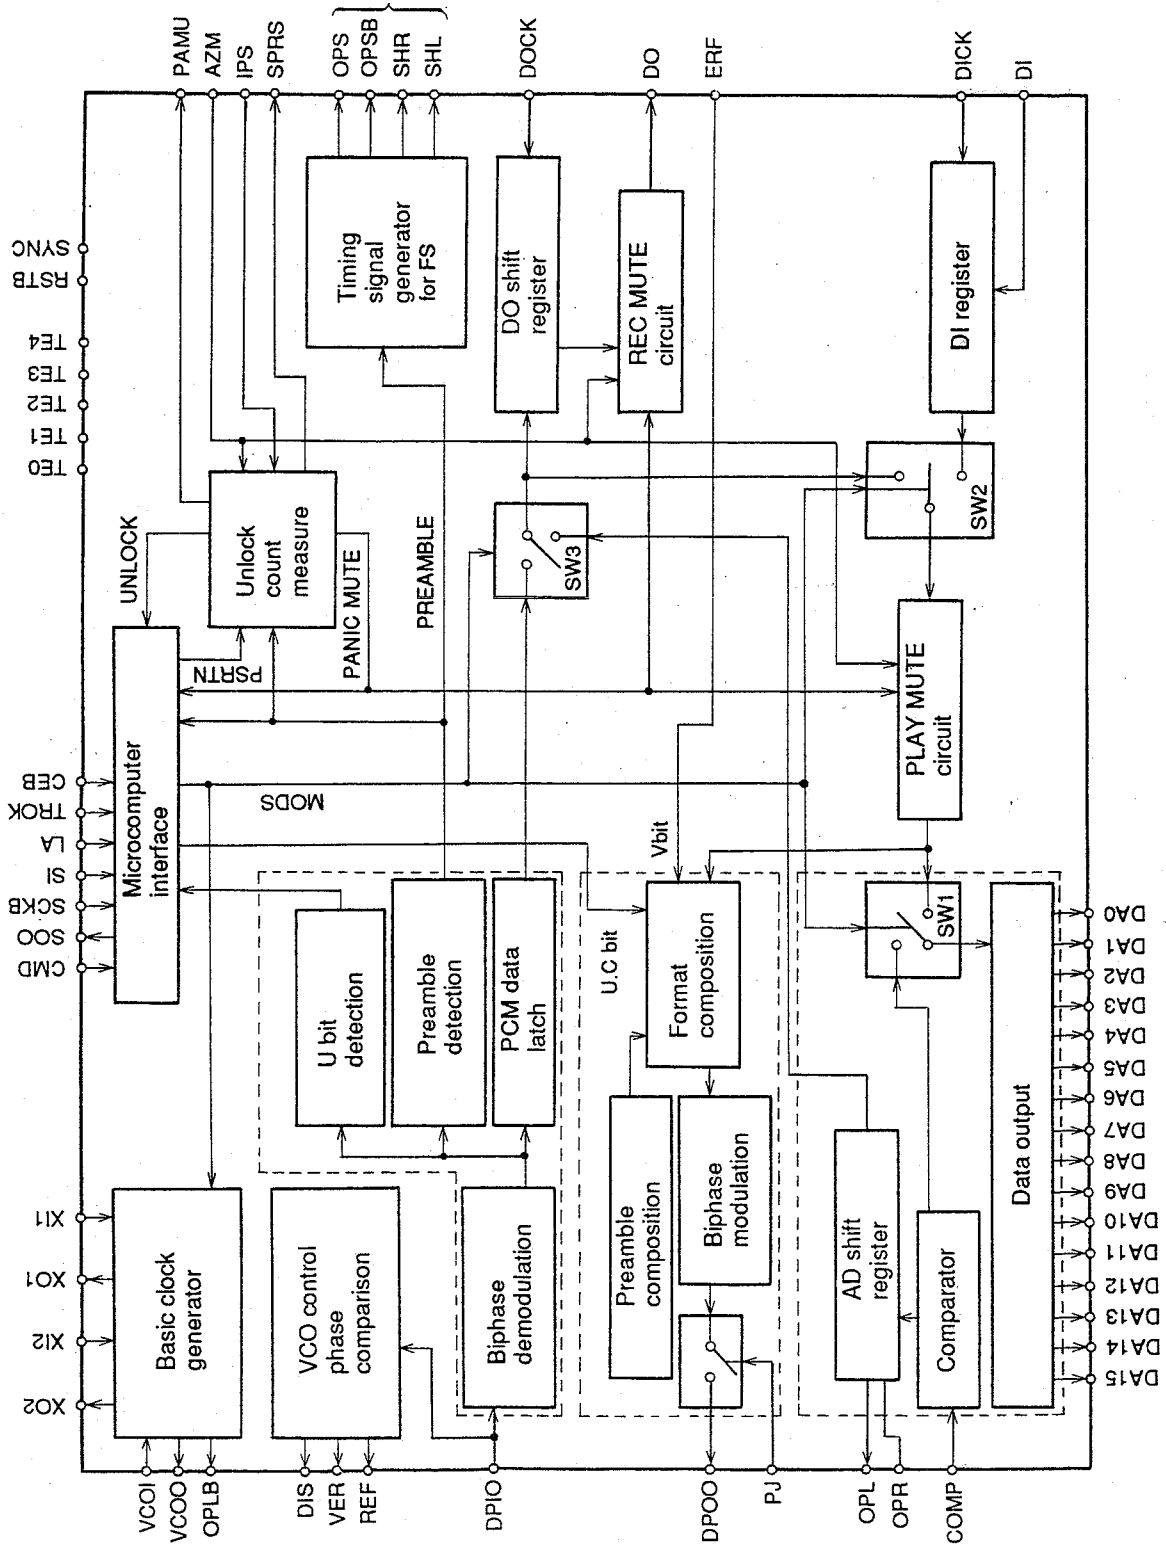 PAMU
AZM
IPS
SPRS
OPS
OPSB
SHR
SHL
DOCK
DO
ERF
DICK
DI
SYNC
RSTB
TE4
TE3
TE2
TE1
TE0
CEB
TROK
LA
SI
SCKB
SOO
CMD
XI1
XO1
XI2
XO2
Timing
signal
generator
for FS
DO shift
register
REC MUTE
circuit
DI register
UNLOCK
Unlock
count
measure
PANIC MUTE
PREAMBLE
PSRTN
SW3
SW2
Microcomputer
interface
MODS
PLAY MUTE
circuit
Vbit
U.C bit
U bit
detection
Preamble
detection
PCM data
latch
Format
composition
SW1
Basic clock
generator
VCO control
phase
comparison
Biphase
demodulation
Preamble
composition
Biphase
modulation
AD shift
register
Comparator
Data output
VCOI
VCOO
OPLB
DIS
VER
REF
DPIO
DPOO
PJ
OPL
OPR
COMP
DA0
DA1
DA2
DA3
DA4
DA5
DA6
DA7
DA8
DA9
DA10
DA11
DA12
DA13
DA14
DA15